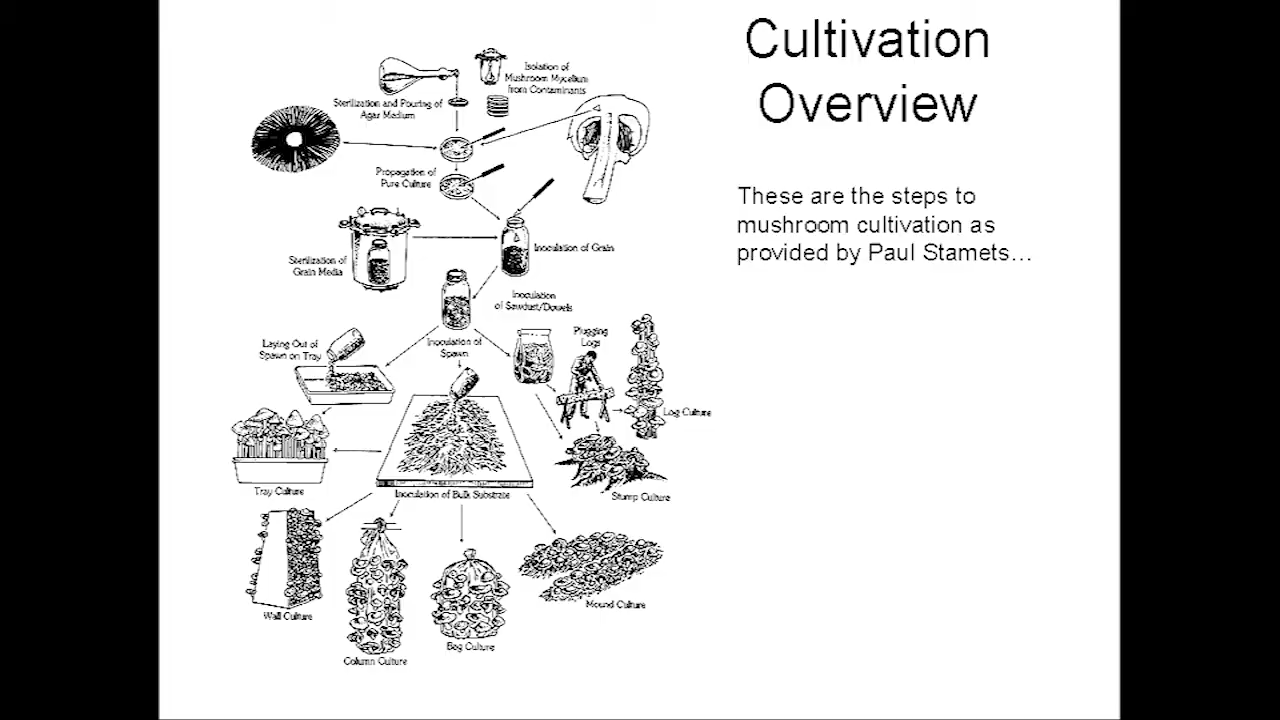 Cultivation
Overview
These are the steps to
mushroom cultivation as
provided by Paul Stamets…
Isolation of
Mushroom Mycelium
from Contaminants
Sterilization and Pouring of
Agar Medium
Propagation of
Pure Culture
Inoculation of Grain
Sterilization of
Grain Media
Inoculation
of Sawdust/Dowels
Plugging
Logs
Laying Out of
Spawn on Tray
Inoculation of
Spawn
Log Culture
Tray Culture
Inoculation of Bulk Substrate
Stump Culture
Wall Culture
Mound Culture
Bag Culture
Column Culture